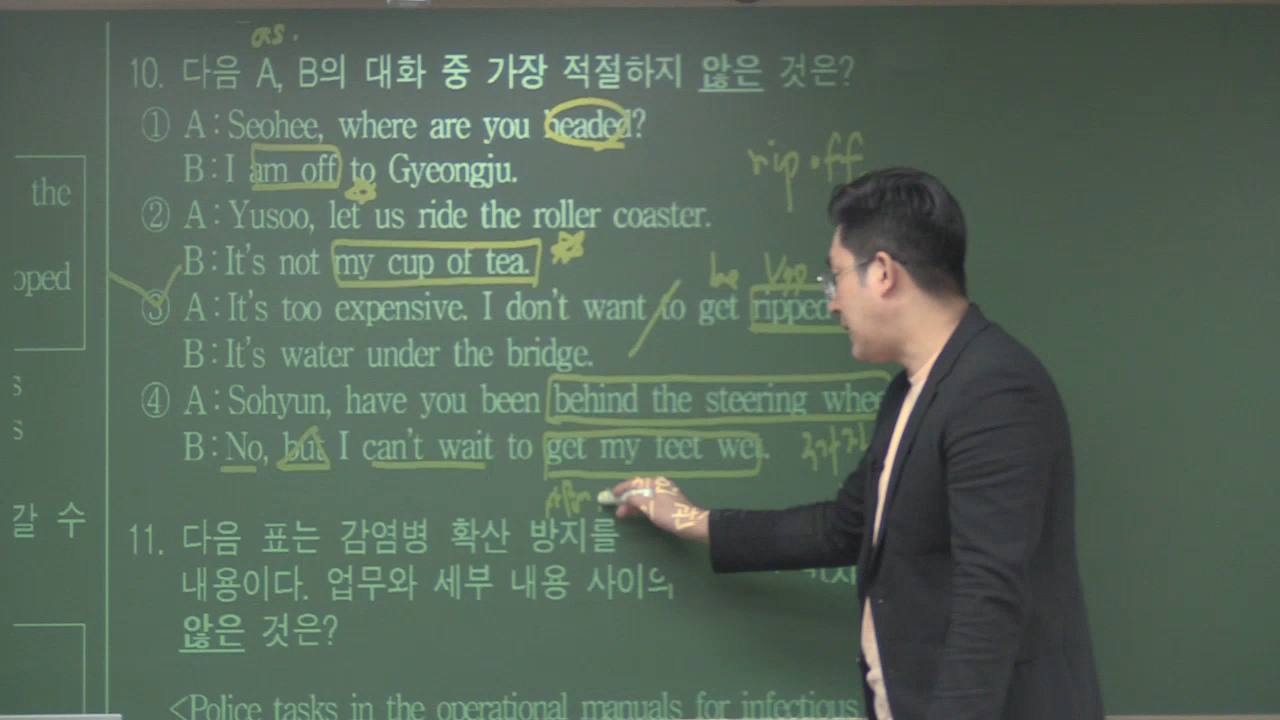 as.
10. 다음 A, B의 대화 중 가장 적절하지 않은 것은?
① A : Seohee, where are you headed?
B : I am off to Gyeongju.
rip off
② A : Yusoo, let us ride the roller coaster.
B : It's not my cup of tea.
be Vpp
③ A : It's too expensive. I don't want to get ripped
B : It's water under the bridge.
④ A : Sohyun, have you been behind the steering whee
B : No, but I can't wait to get my feet wet.
11. 다음 표는 감염병 확산 방지를
내용이다. 업무와 세부 내용 사이의
않은 것은?
<Police tasks in the operational manuals for infectious
the
oped
s
s
갈 수